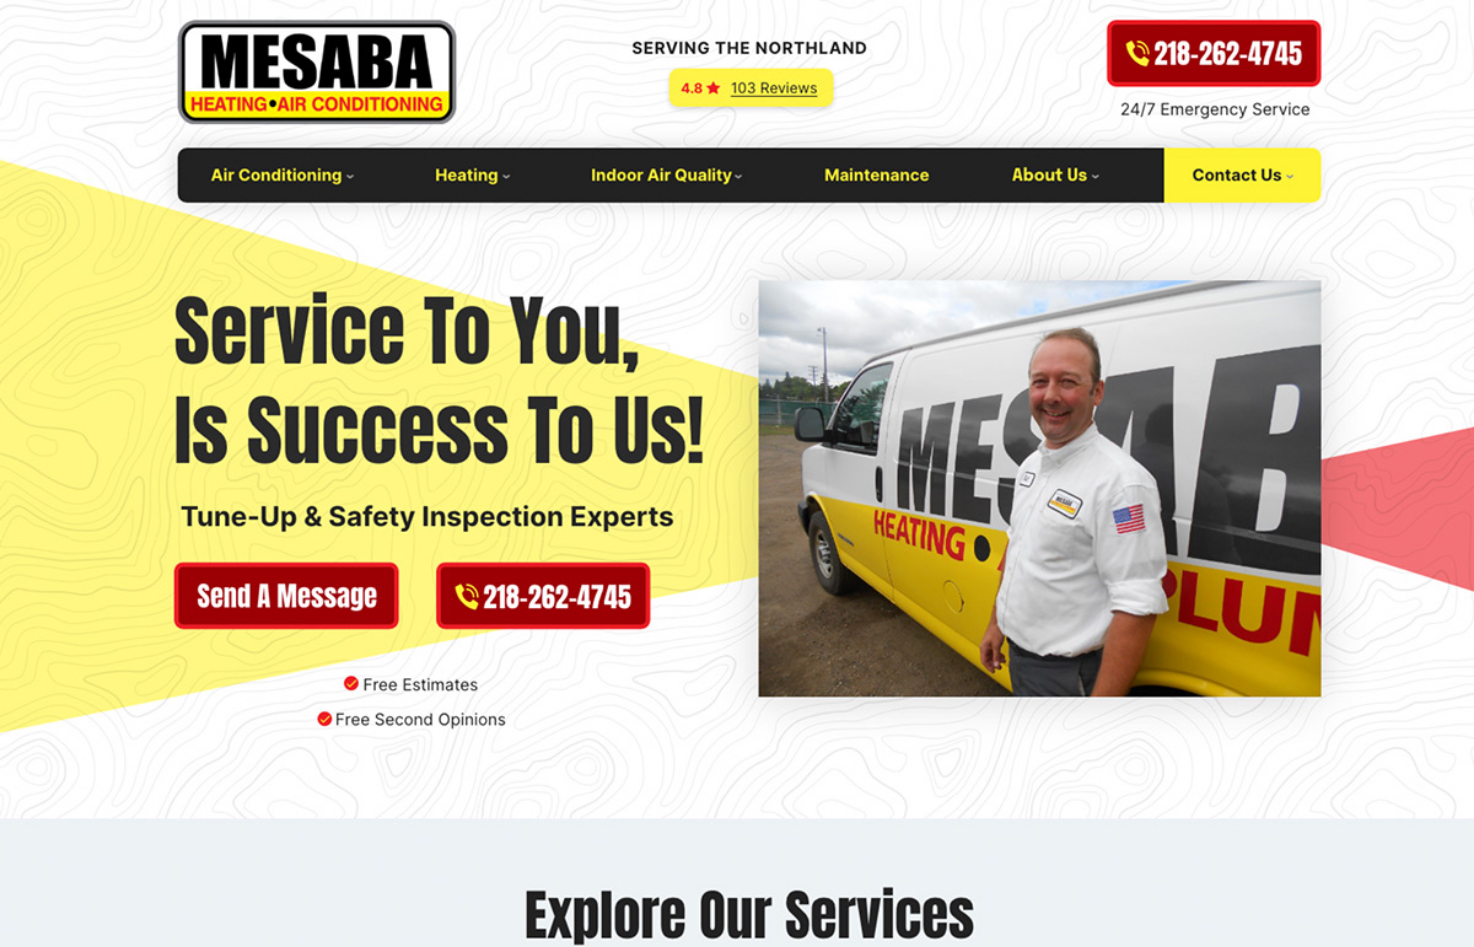 MESABA
HEATING•AIR CONDITIONING
SERVING THE NORTHLAND
4.8 103 Reviews
218-262-4745
24/7 Emergency Service
Air Conditioning Heating Indoor Air Quality Maintenance About Us Contact Us
Service To You,
Is Success To Us!
Tune-Up & Safety Inspection Experts
Send A Message 218-262-4745
Free Estimates
Free Second Opinions
MESAB
HEATING •
PLUM
MESABA
Explore Our Services